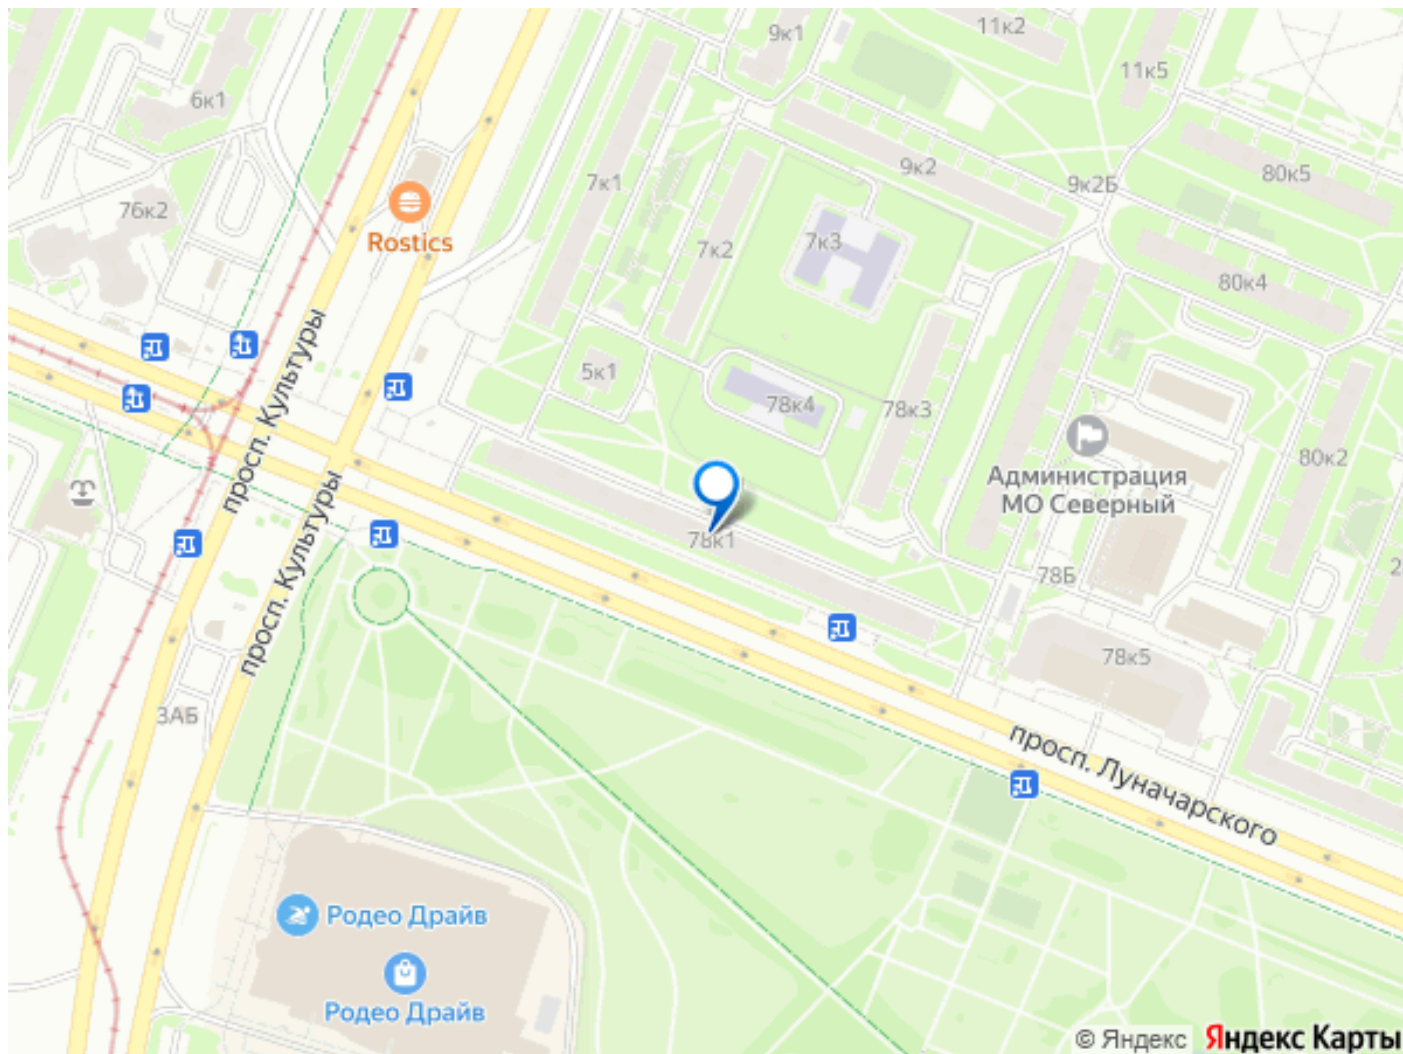 11к2
9к1
11к5
6к1
9к2
80к5
7к1
9к2Б
76к2
Rostics
7к2
7к3
80к4
просп. Культуры
5к1
78к4
78к3
80к2
Администрация
МО Северный
просп. Культуры
78к1
78Б
2
78к5
3АБ
просп. Луначарского
Родео Драйв
Родео Драйв
© Яндекс Яндекс Карты